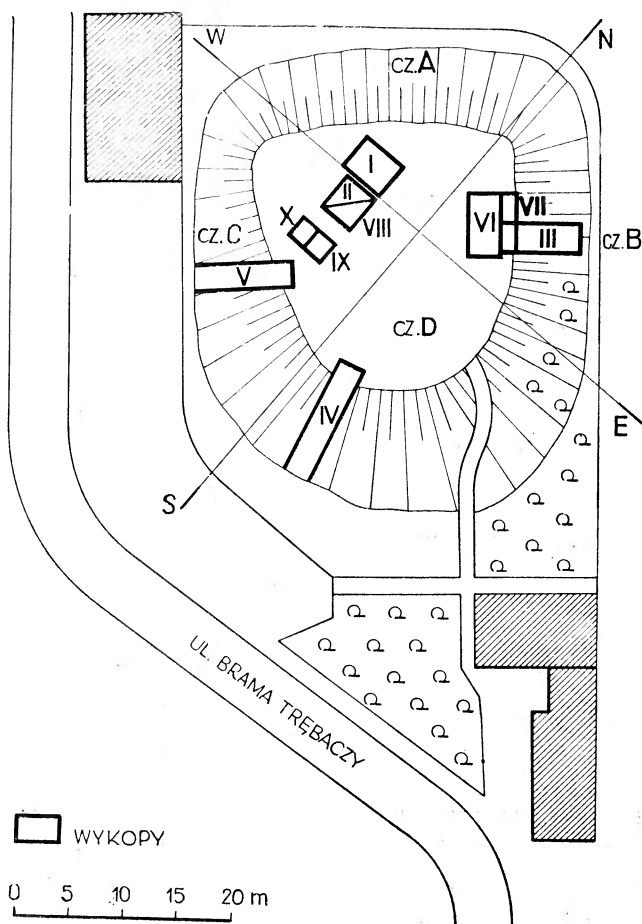 W
N
CZ.A
I
II
VIII
X
IX
VI
VII
III
CZ.B
CZ.C
V
CZ.D
IV
E
S
UL. BRAMA TRĘBACZY
WYKOPY
0 5 10 15 20 m